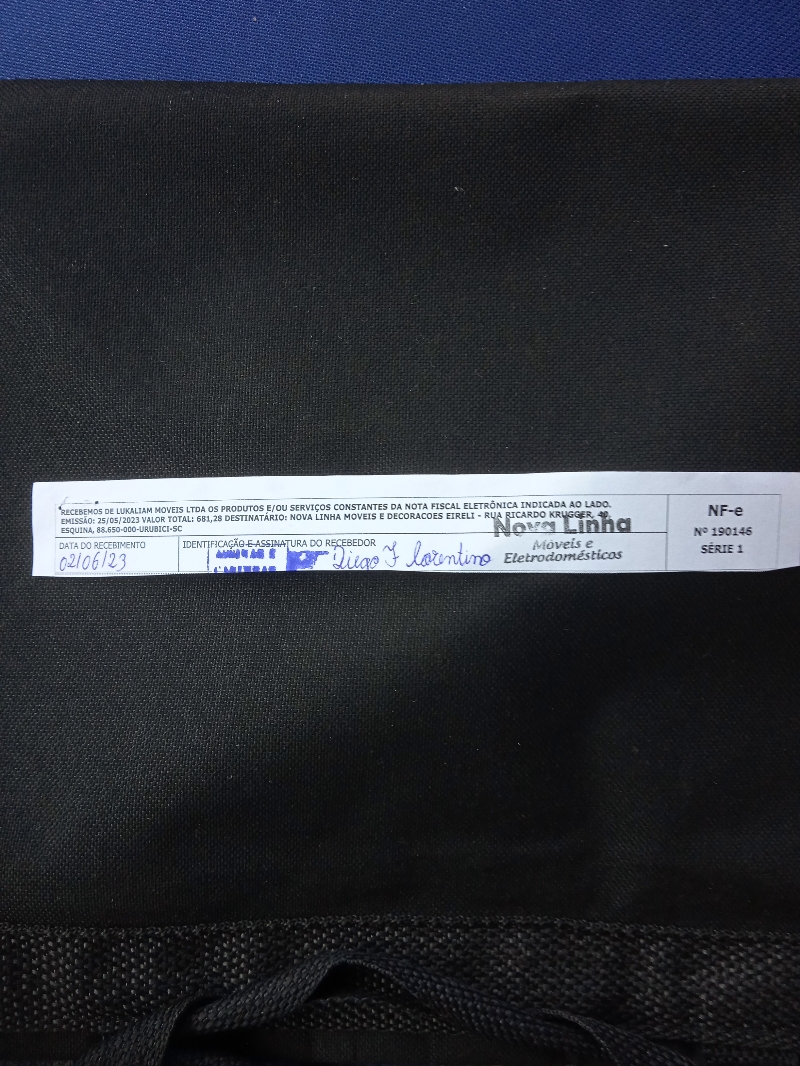 RECEBEMOS DE LUKALIAM MOVEIS LTDA OS PRODUTOS E/OU SERVIÇOS CONSTANTES DA NOTA FISCAL ELETRÔNICA INDICADA AO LADO.
EMISSÃO: 25/05/2023 VALOR TOTAL: 681,28 DESTINATÁRIO: NOVA LINHA MOVEIS E DECORACOES EIRELI - RUA RICARDO KRUGGER, 40,
ESQUINA, 88.650-000-URUBICI-SC
NF-e
Nº 190146
SÉRIE 1
DATA DO RECEBIMENTO
02/06/23
IDENTIFICAÇÃO E ASSINATURA DO RECEBEDOR
Diego F lorentino
Nova Linha
Móveis e
Eletrodomésticos